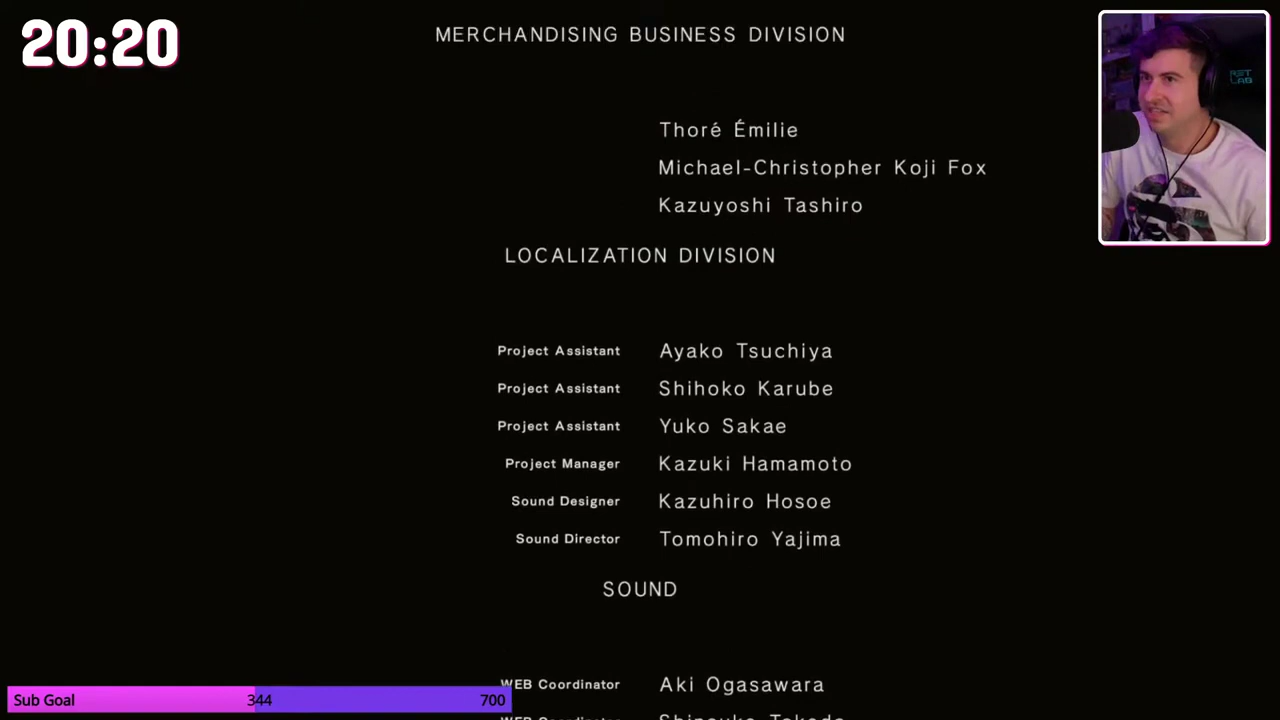 20:20
MERCHANDISING BUSINESS DIVISION
Thoré Émilie
Michael-Christopher Koji Fox
Kazuyoshi Tashiro
LOCALIZATION DIVISION
Project Assistant Ayako Tsuchiya
Project Assistant Shihoko Karube
Project Assistant Yuko Sakae
Project Manager Kazuki Hamamoto
Sound Designer Kazuhiro Hosoe
Sound Director Tomohiro Yajima
SOUND
WEB Coordinator Aki Ogasawara
Sub Goal 344 700